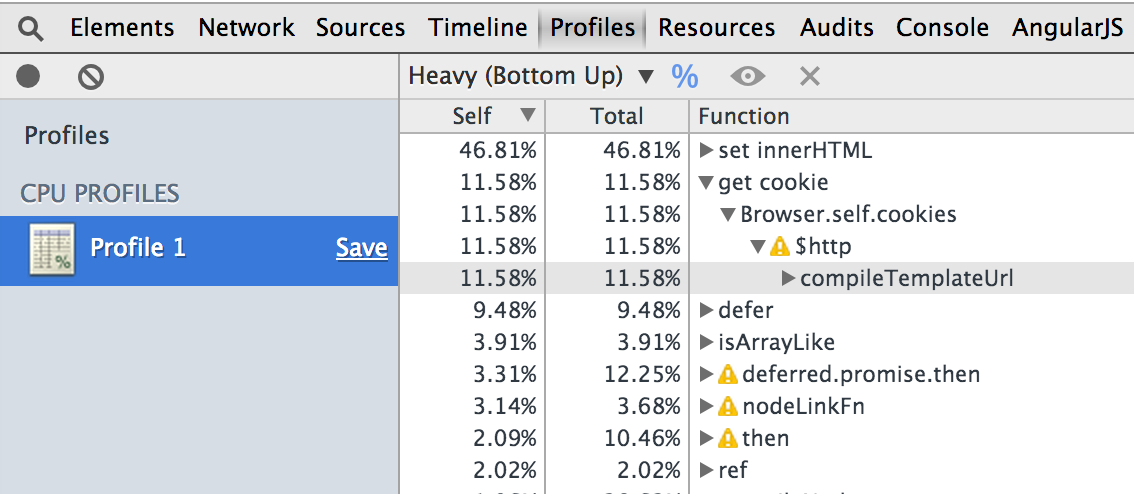 Elements Network Sources Timeline Profiles Resources Audits Console AngularJS
Heavy (Bottom Up) ▼ %
Profiles
CPU PROFILES
Profile 1 Save
Self ▼ Total Function
46.81% 46.81% ▶set innerHTML
11.58% 11.58% ▼get cookie
11.58% 11.58% ▼Browser.self.cookies
11.58% 11.58% ▼$http
11.58% 11.58% ▶compileTemplateUrl
9.48% 9.48% ▶defer
3.91% 3.91% ▶isArrayLike
3.31% 12.25% ▶deferred.promise.then
3.14% 3.68% ▶nodeLinkFn
2.09% 10.46% ▶then
2.02% 2.02% ▶ref